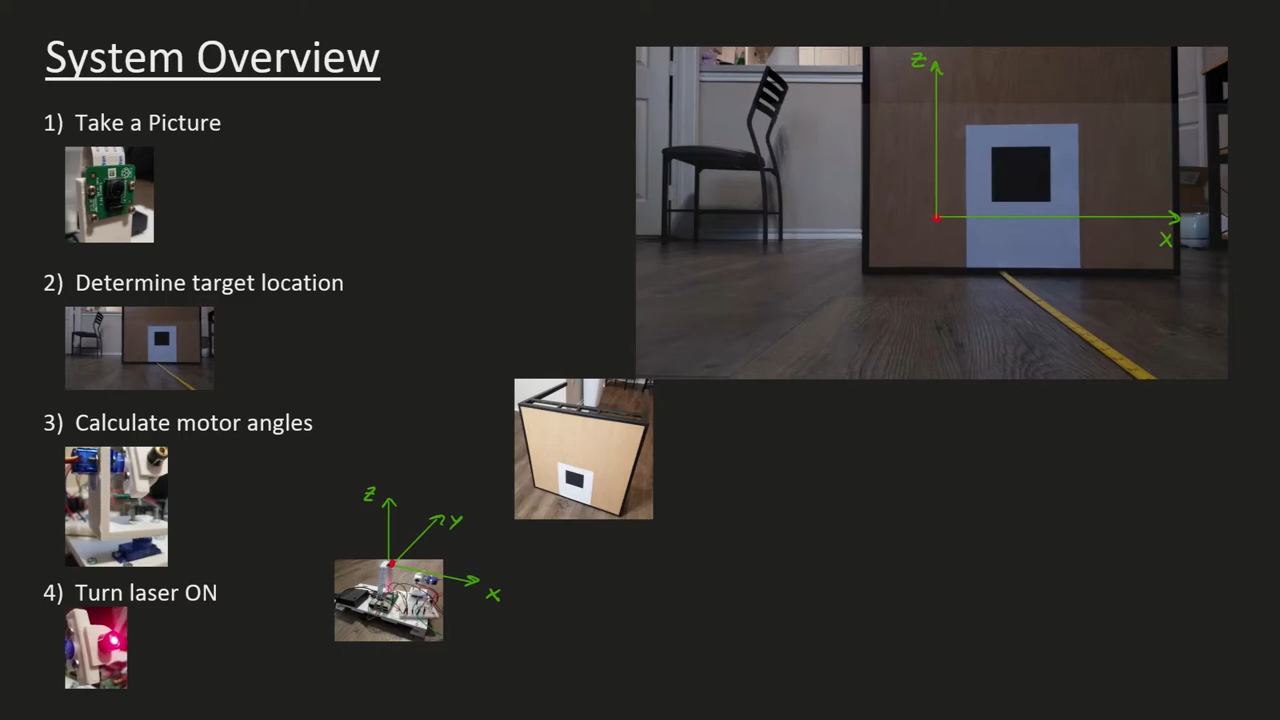 System Overview
1) Take a Picture
2) Determine target location
3) Calculate motor angles
4) Turn laser ON
z
x
z
y
x